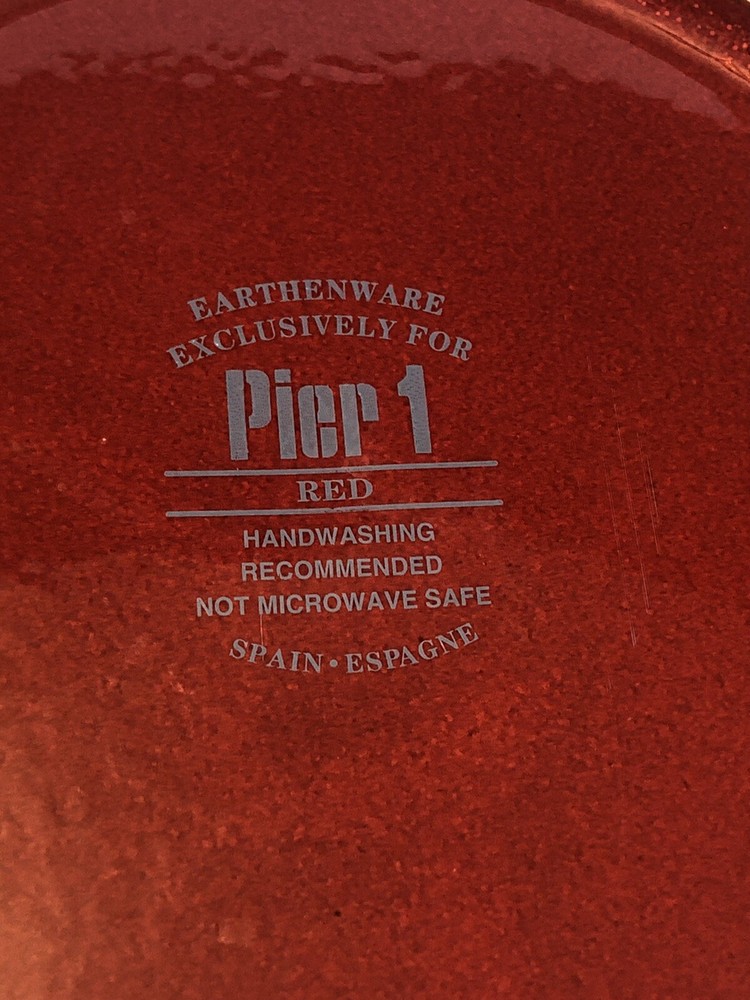 EARTHENWARE
EXCLUSIVELY FOR
Pier 1
RED
HANDWASHING
RECOMMENDED
NOT MICROWAVE SAFE
SPAIN • ESPAGNE